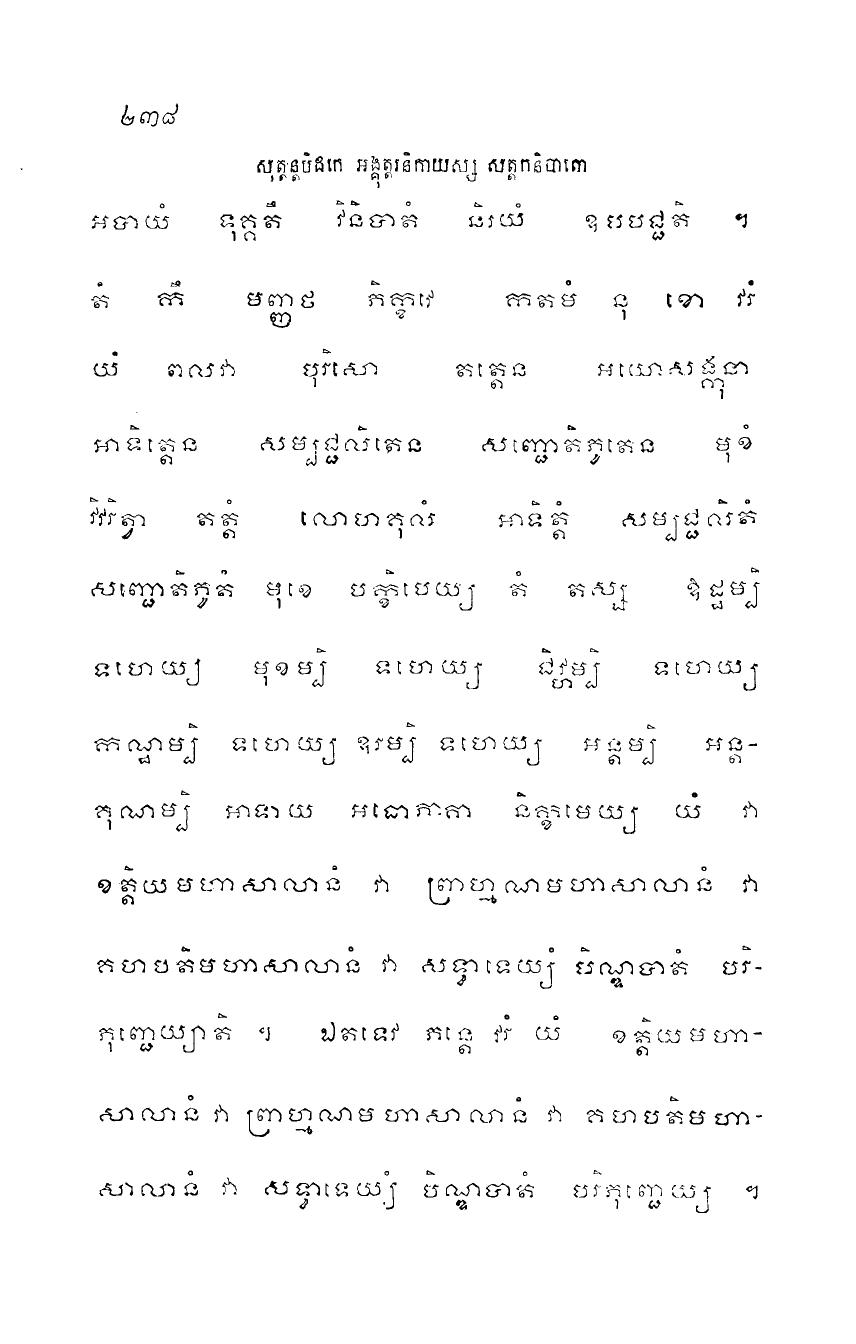 ២៣៨
សុត្តន្តបិដកេ អង្គុត្តរនិកាយស្ស សត្តកនិបាតោ
អបាយំ ទុគ្គតឹ វិនិបាតំ និរយំ ឧបបជ្ជតិ ។
តំ កឹ មញ្ញថ ភិក្ខវេ កតមំ នុ ខោ វរំ
យំ ពលវា បុរិសោ តត្តេន អយោសង្កុនា
អាទិត្តេន សម្បជ្ជលិតេន សញ្ជោតិភូតេន មុខំ
វិវរិត្វា តត្តំ លោហគុលំ អាទិត្តំ សម្បជ្ជលិតំ
សញ្ជោតិភូតំ មុខេ បក្ខិបេយ្យ តំ តស្ស ឱដ្ឋម្បិ
ទហេយ្យ មុខម្បិ ទហេយ្យ ជិវ្ហម្បិ ទហេយ្យ
កណ្ឋម្បិ ទហេយ្យ ឧរម្បិ ទហេយ្យ អន្តម្បិ អន្ត-
គុណម្បិ អាទាយ អធោភាគា និក្ខមេយ្យ យំ វា
ខត្តិយមហាសាលានំ វា ព្រាហ្មណមហាសាលានំ វា
គហបតិមហាសាលានំ វា សទ្ធាទេយ្យំ បិណ្ឌបាតំ បរិ-
ភុញ្ជេយ្យាតិ ។ ឯតទេវ ភន្តេ វរំ យំ ខត្តិយមហា-
សាលានំ វា ព្រាហ្មណមហាសាលានំ វា គហបតិមហា-
សាលានំ វា សទ្ធាទេយ្យំ បិណ្ឌបាតំ បរិភុញ្ជេយ្យ ។